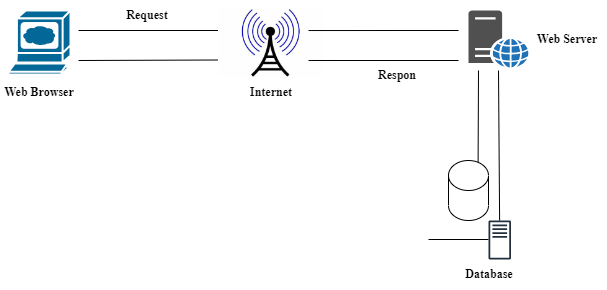 Request
Web Server
Respon
Web Browser
Internet
Database